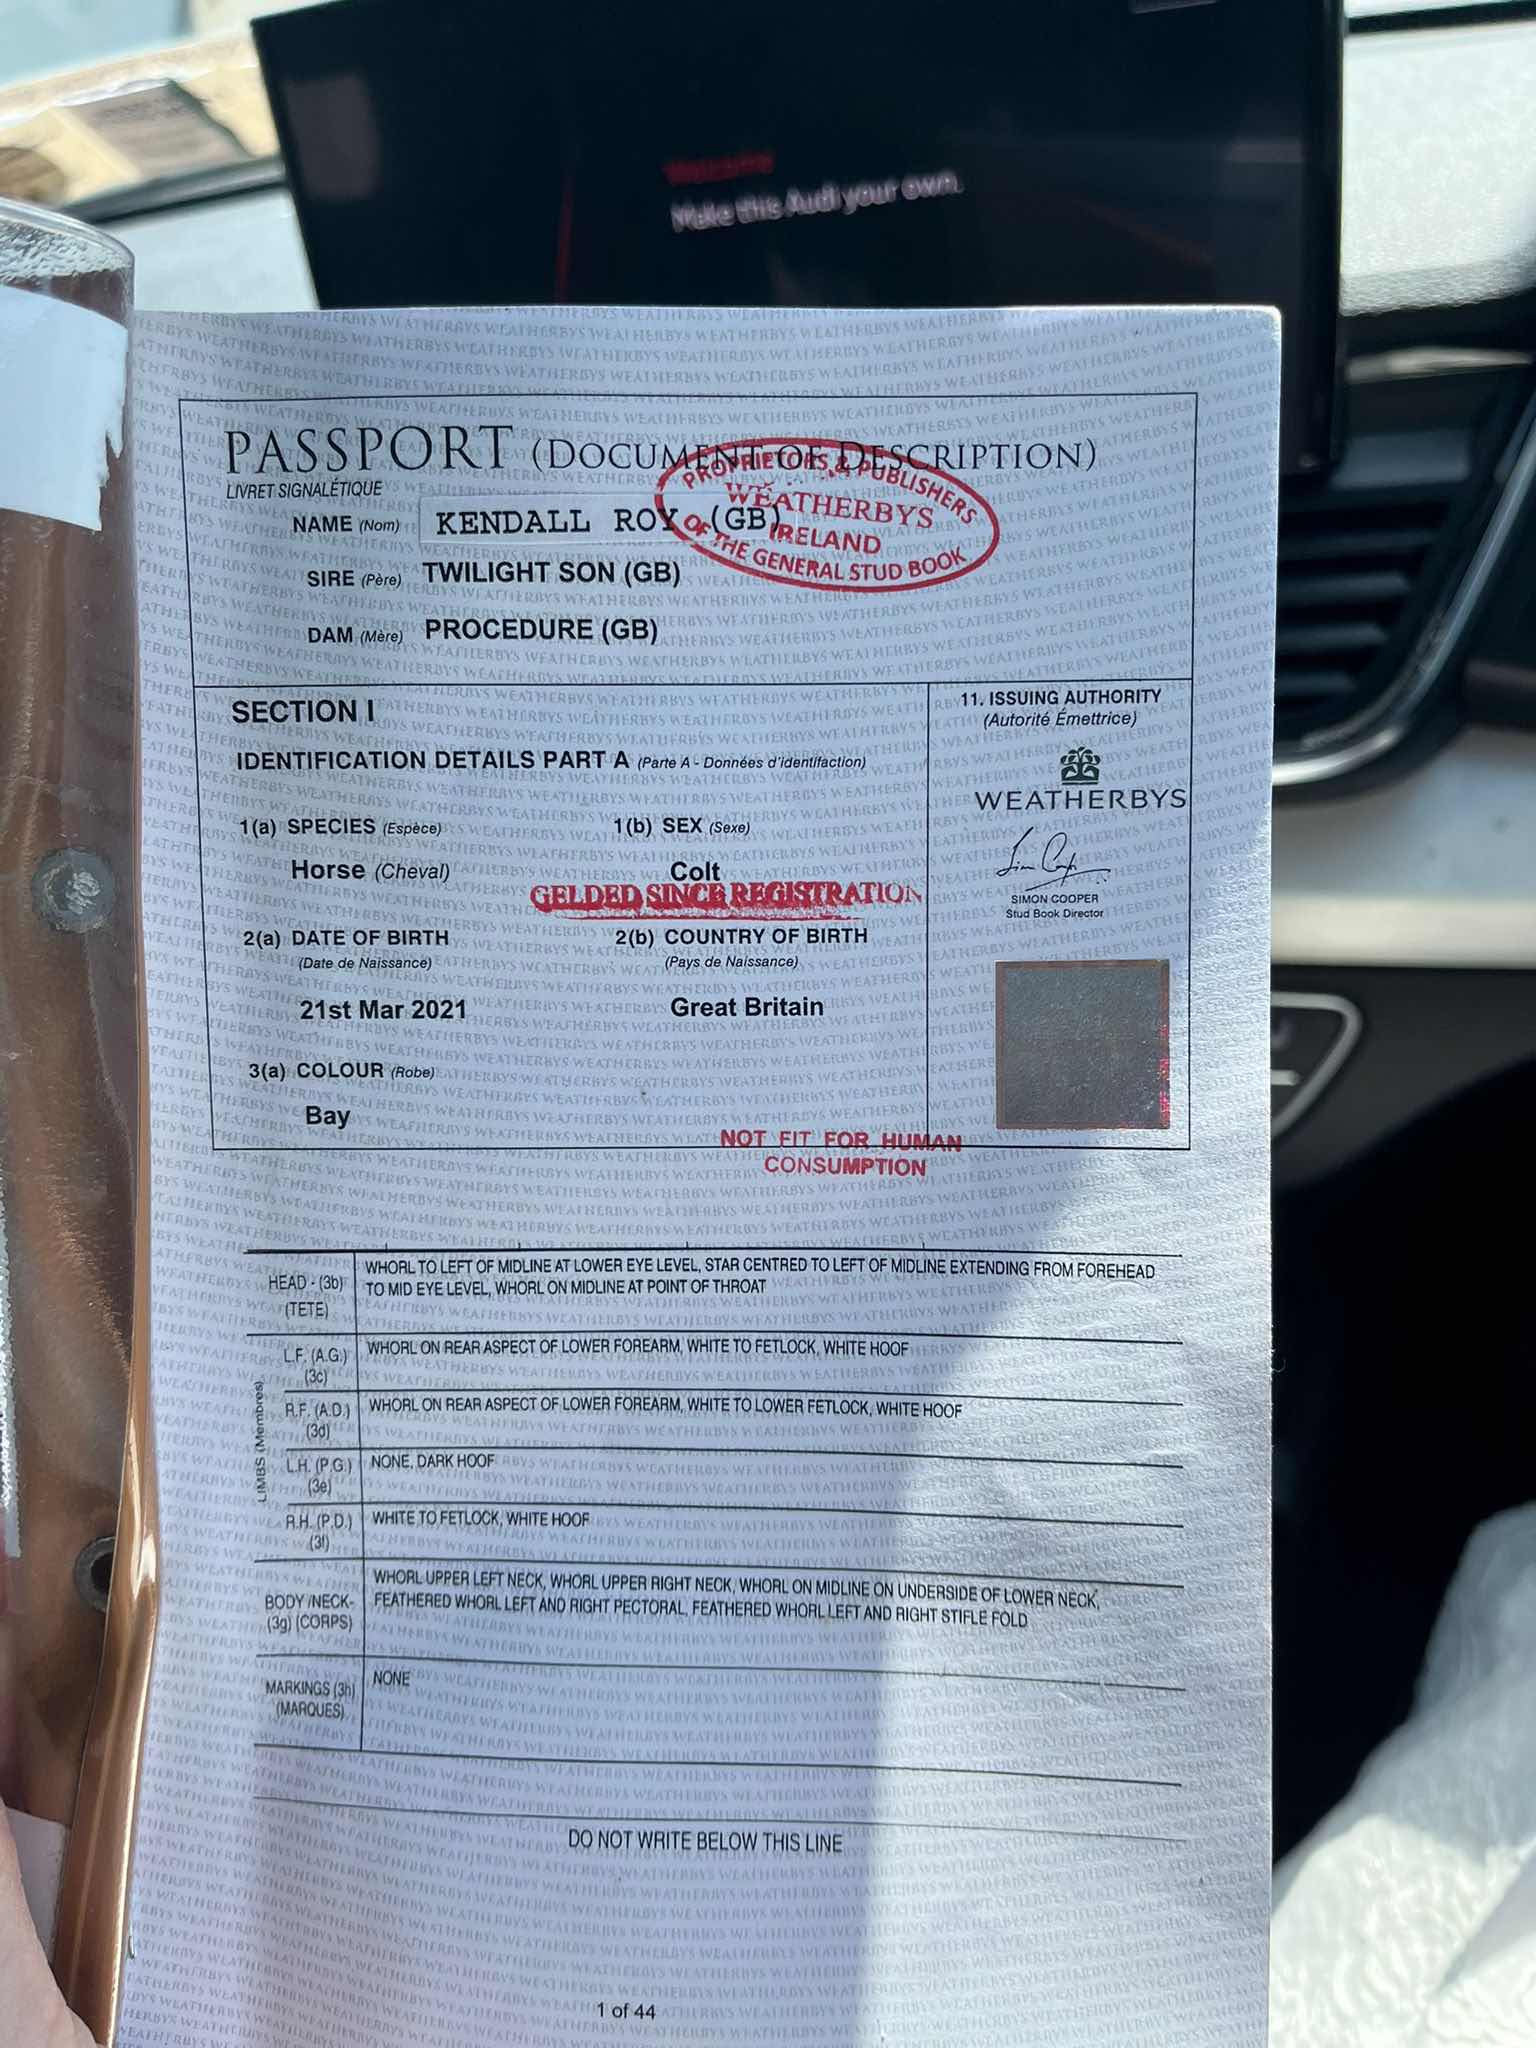 Welcome
Make this Audi your own.
PASSPORT (DOCUMENT OF DESCRIPTION)
LIVRET SIGNALÉTIQUE
NAME (Nom) KENDALL ROY (GB)
PROPRIETORS & PUBLISHERS
WEATHERBYS
IRELAND
OF THE GENERAL STUD BOOK
SIRE (Père) TWILIGHT SON (GB)
DAM (Mère) PROCEDURE (GB)
SECTION I
IDENTIFICATION DETAILS PART A (Partė A - Données d'identifaction)
1(a) SPECIES (Espèce) 1(b) SEX (Sexe)
Horse (Cheval) Colt
GELDED SINCE REGISTRATION
2(a) DATE OF BIRTH 2(b) COUNTRY OF BIRTH
(Date de Naissance) (Pays de Naissance)
21st Mar 2021 Great Britain
3(a) COLOUR (Robe)
Bay
11. ISSUING AUTHORITY
(Autorité Émettrice)
WEATHERBYS
SIMON COOPER
Stud Book Director
NOT FIT FOR HUMAN
CONSUMPTION
HEAD - (3b) WHORL TO LEFT OF MIDLINE AT LOWER EYE LEVEL, STAR CENTRED TO LEFT OF MIDLINE EXTENDING FROM FOREHEAD
(TETE) TO MID EYE LEVEL, WHORL ON MIDLINE AT POINT OF THROAT
LIMBS (Membres)
L.F. (A.G.) WHORL ON REAR ASPECT OF LOWER FOREARM, WHITE TO FETLOCK, WHITE HOOF
(3c)
R.F. (A.D.) WHORL ON REAR ASPECT OF LOWER FOREARM, WHITE TO LOWER FETLOCK, WHITE HOOF
(3d)
L.H. (P.G.) NONE, DARK HOOF
(3e)
R.H. (P.D.) WHITE TO FETLOCK, WHITE HOOF
(3f)
BODY /NECK- WHORL UPPER LEFT NECK, WHORL UPPER RIGHT NECK, WHORL ON MIDLINE ON UNDERSIDE OF LOWER NECK,
(3g) (CORPS) FEATHERED WHORL LEFT AND RIGHT PECTORAL, FEATHERED WHORL LEFT AND RIGHT STIFLE FOLD
MARKINGS (3h) NONE
(MARQUES)
DO NOT WRITE BELOW THIS LINE
1 of 44